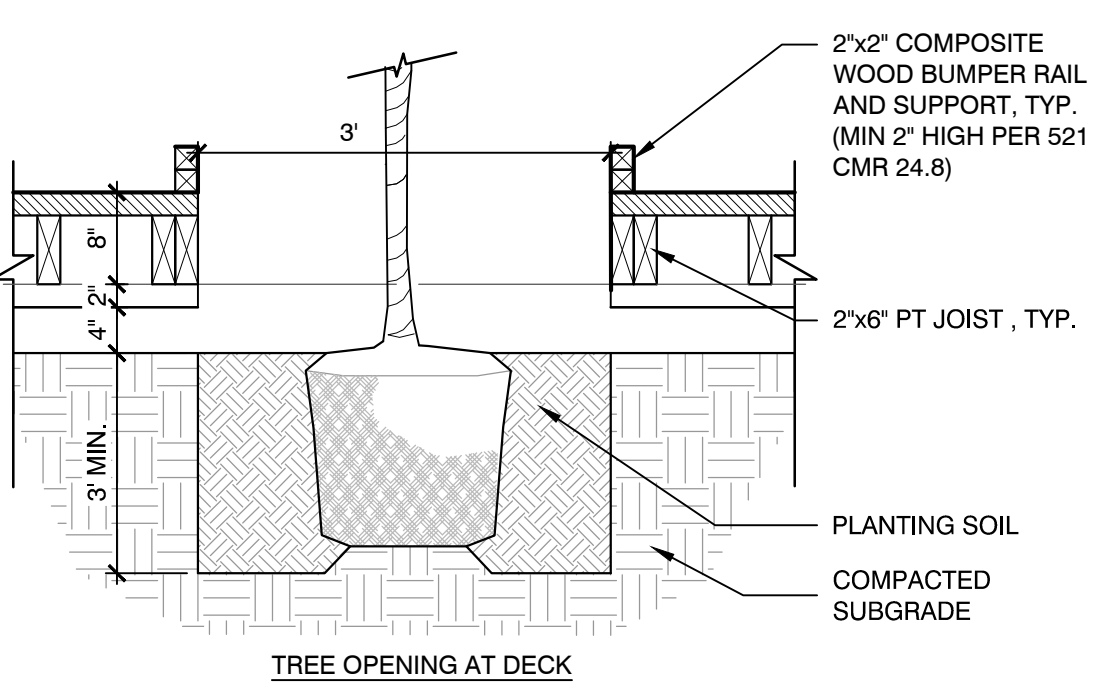 2"x2" COMPOSITE
WOOD BUMPER RAIL
AND SUPPORT, TYP.
(MIN 2" HIGH PER 521
CMR 24.8)
3'
8"
2"
4"
2"x6" PT JOIST , TYP.
3' MIN.
PLANTING SOIL
COMPACTED
SUBGRADE
TREE OPENING AT DECK